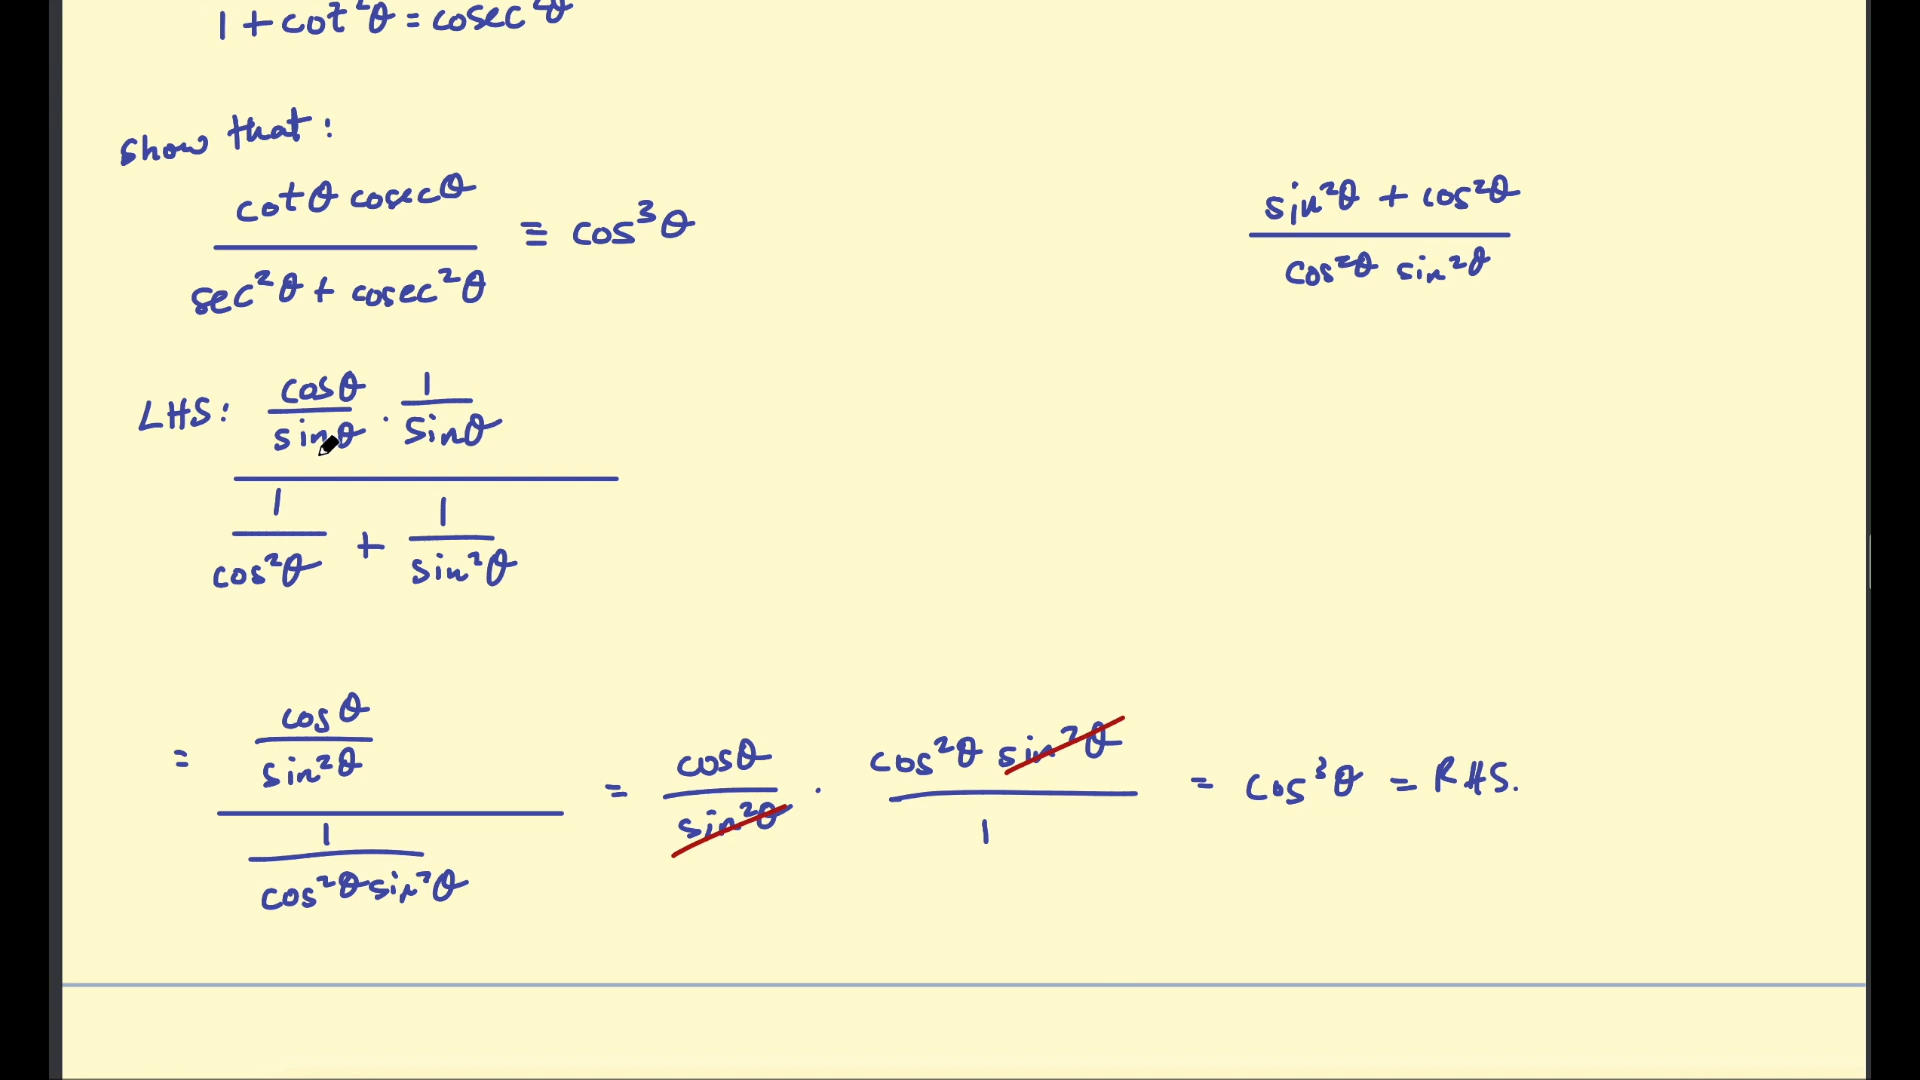 1 + cot²θ = cosec²θ
show that:
cotθ cosecθ
sec²θ + cosec²θ
≡ cos³θ
sin²θ + cos²θ
cos²θ sin²θ
LHS:
cosθ
sinθ
·
1
sinθ
1
cos²θ
+
1
sin²θ
=
cosθ
sin²θ
1
cos²θ sin²θ
=
cosθ
sin²θ
·
cos²θ sin²θ
1
= cos³θ = RHS.